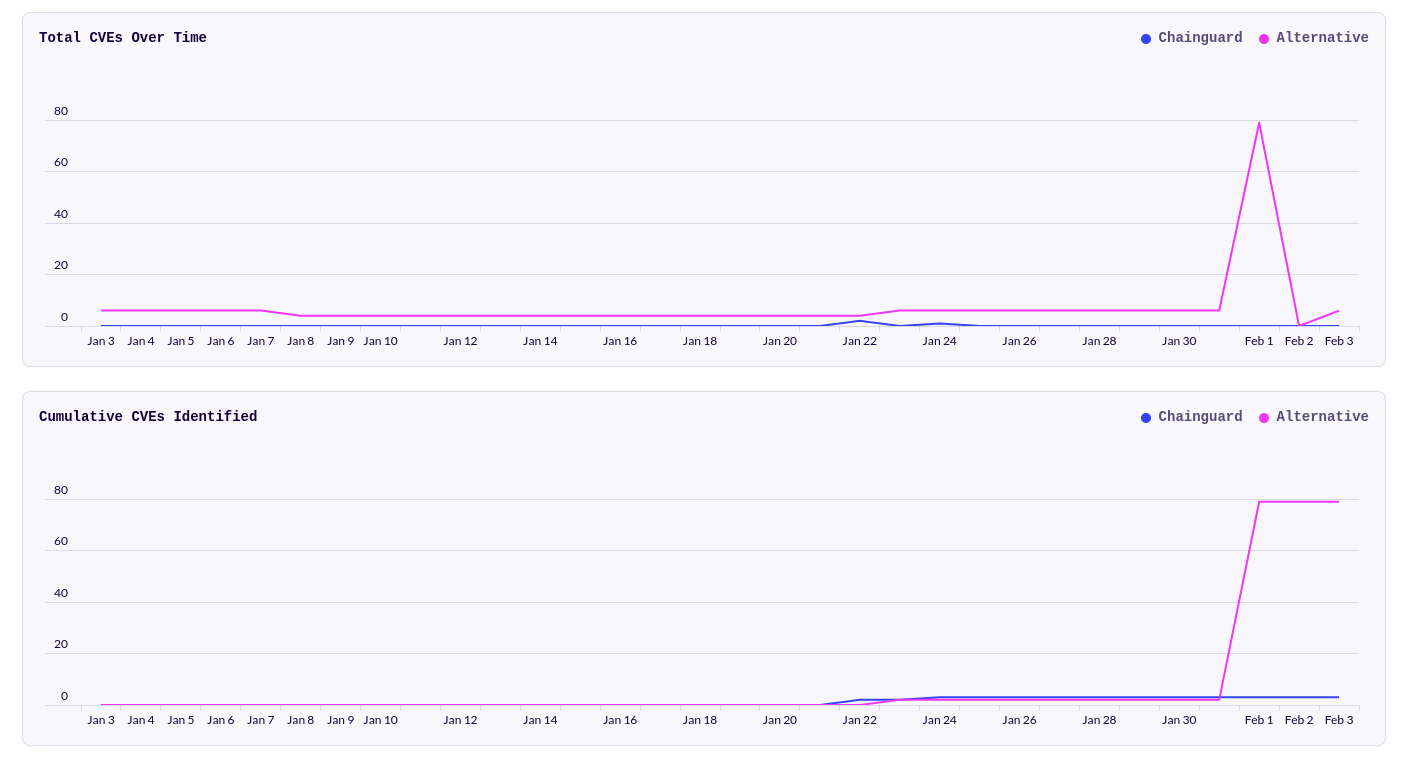 Total CVEs Over Time
Chainguard Alternative
80
60
40
20
0
Jan 3 Jan 4 Jan 5 Jan 6 Jan 7 Jan 8 Jan 9 Jan 10 Jan 12 Jan 14 Jan 16 Jan 18 Jan 20 Jan 22 Jan 24 Jan 26 Jan 28 Jan 30 Feb 1 Feb 2 Feb 3
Cumulative CVEs Identified
Chainguard Alternative
80
60
40
20
0
Jan 3 Jan 4 Jan 5 Jan 6 Jan 7 Jan 8 Jan 9 Jan 10 Jan 12 Jan 14 Jan 16 Jan 18 Jan 20 Jan 22 Jan 24 Jan 26 Jan 28 Jan 30 Feb 1 Feb 2 Feb 3